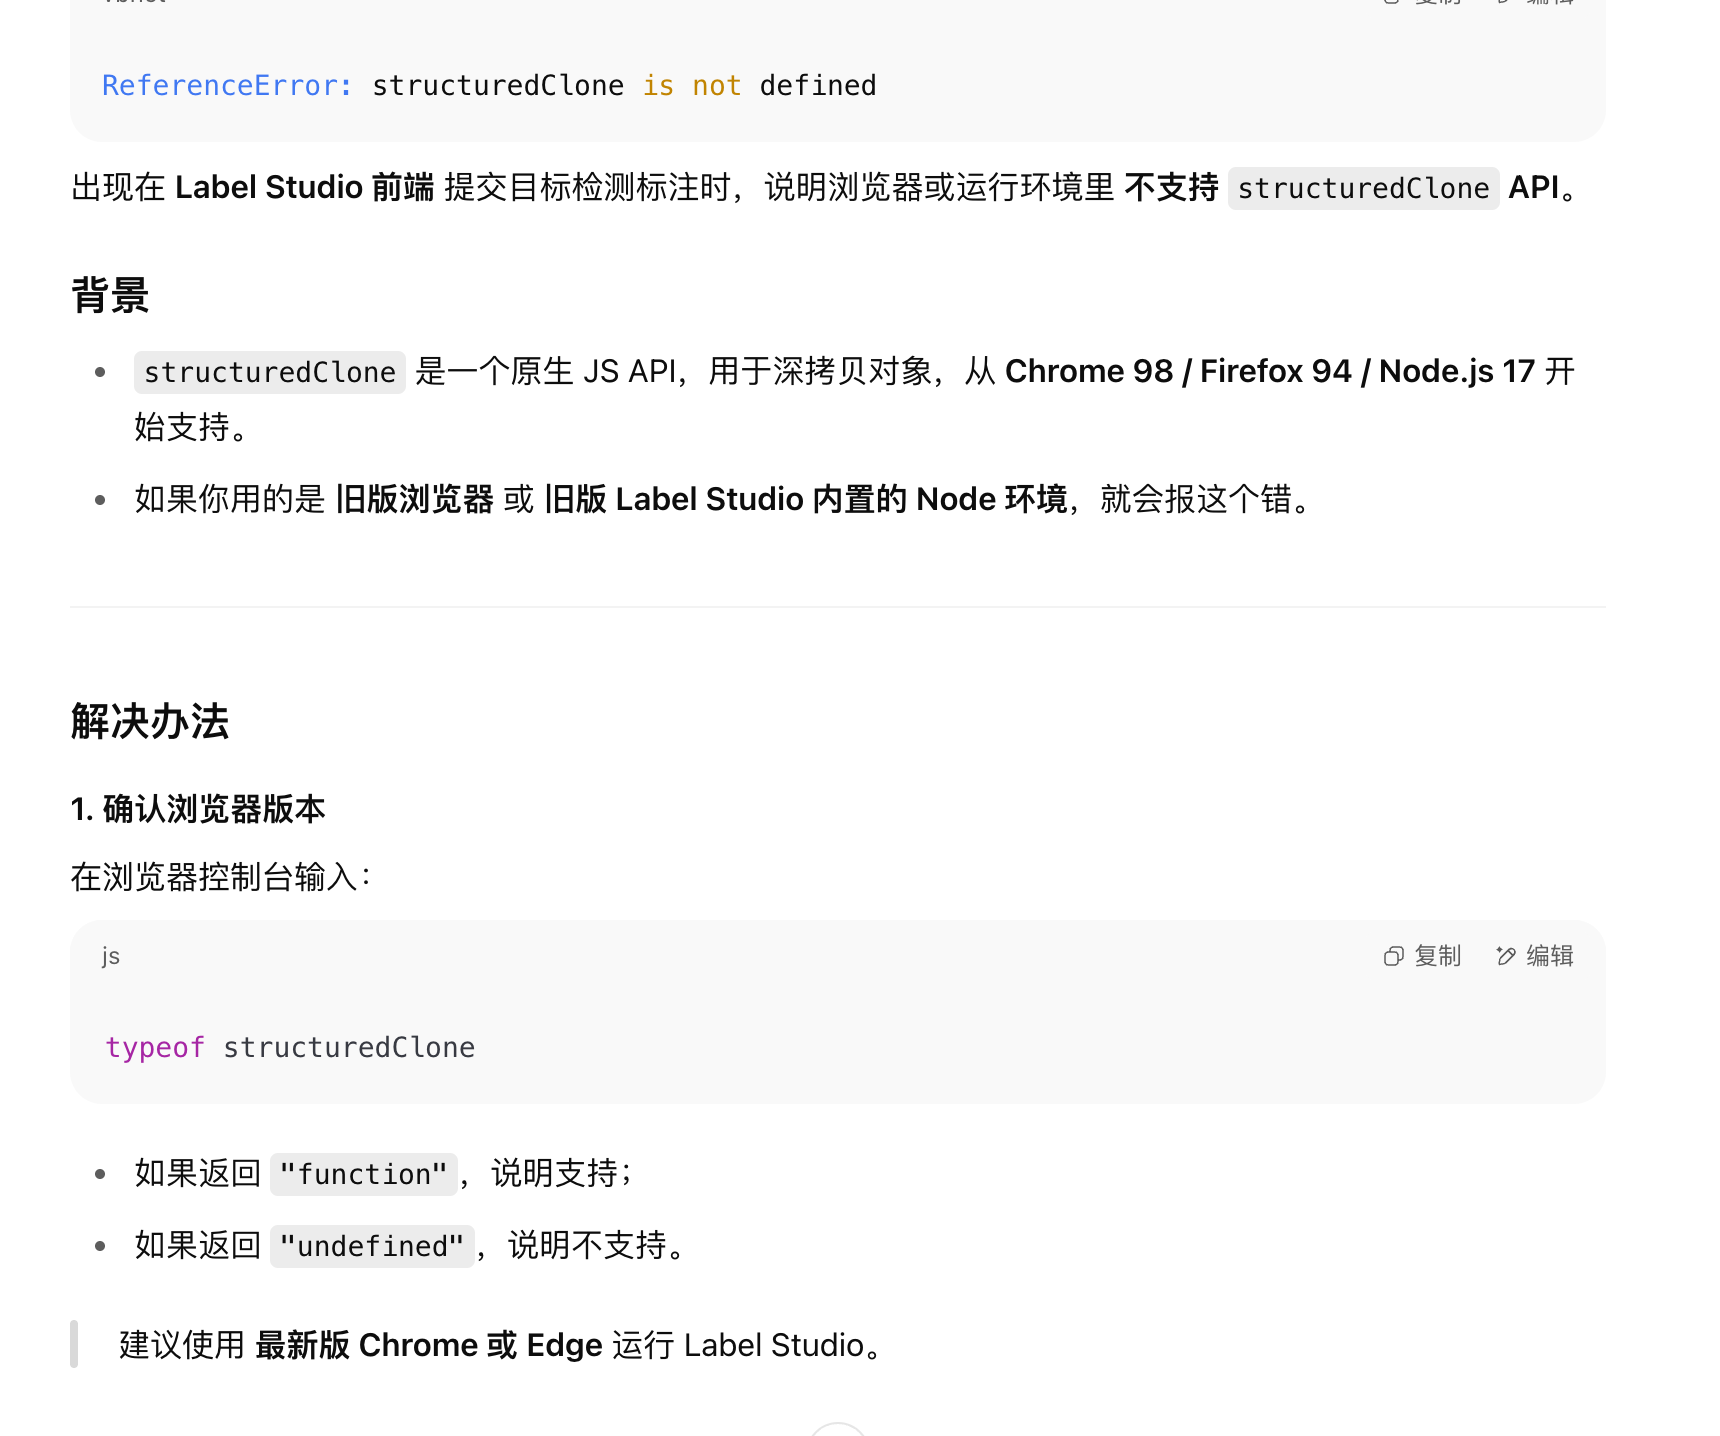 ReferenceError: structuredClone is not defined
出现在 Label Studio 前端 提交目标检测标注时，说明浏览器或运行环境里 不支持 structuredClone API。
背景
• structuredClone 是一个原生 JS API，用于深拷贝对象，从 Chrome 98 / Firefox 94 / Node.js 17 开
始支持。
• 如果你用的是 旧版浏览器 或 旧版 Label Studio 内置的 Node 环境，就会报这个错。
解决办法
1. 确认浏览器版本
在浏览器控制台输入：
js 复制 编辑
typeof structuredClone
• 如果返回 "function"，说明支持；
• 如果返回 "undefined"，说明不支持。
建议使用 最新版 Chrome 或 Edge 运行 Label Studio。